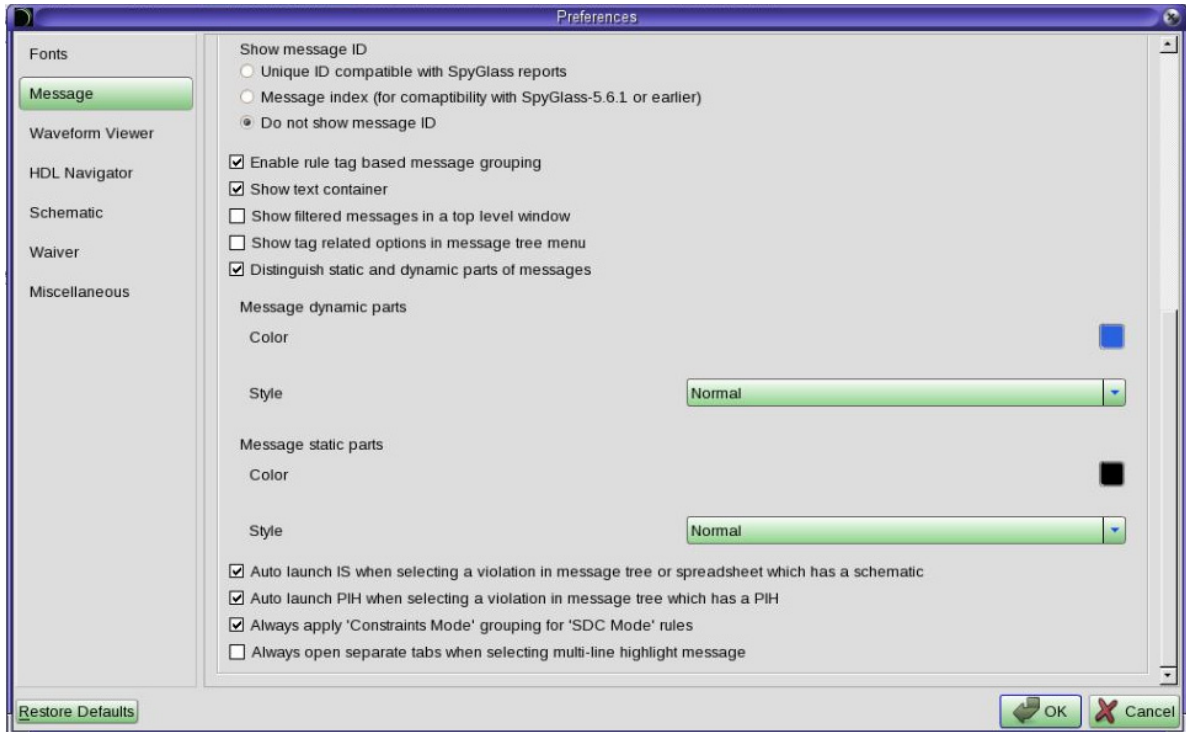 Preferences
Fonts
Message
Waveform Viewer
HDL Navigator
Schematic
Waiver
Miscellaneous
Show message ID
Unique ID compatible with SpyGlass reports
Message index (for comaptibility with SpyGlass-5.6.1 or earlier)
Do not show message ID
Enable rule tag based message grouping
Show text container
Show filtered messages in a top level window
Show tag related options in message tree menu
Distinguish static and dynamic parts of messages
Message dynamic parts
Color
Style
Normal
Message static parts
Color
Style
Normal
Auto launch IS when selecting a violation in message tree or spreadsheet which has a schematic
Auto launch PIH when selecting a violation in message tree which has a PIH
Always apply 'Constraints Mode' grouping for 'SDC Mode' rules
Always open separate tabs when selecting multi-line highlight message
Restore Defaults
OK
Cancel